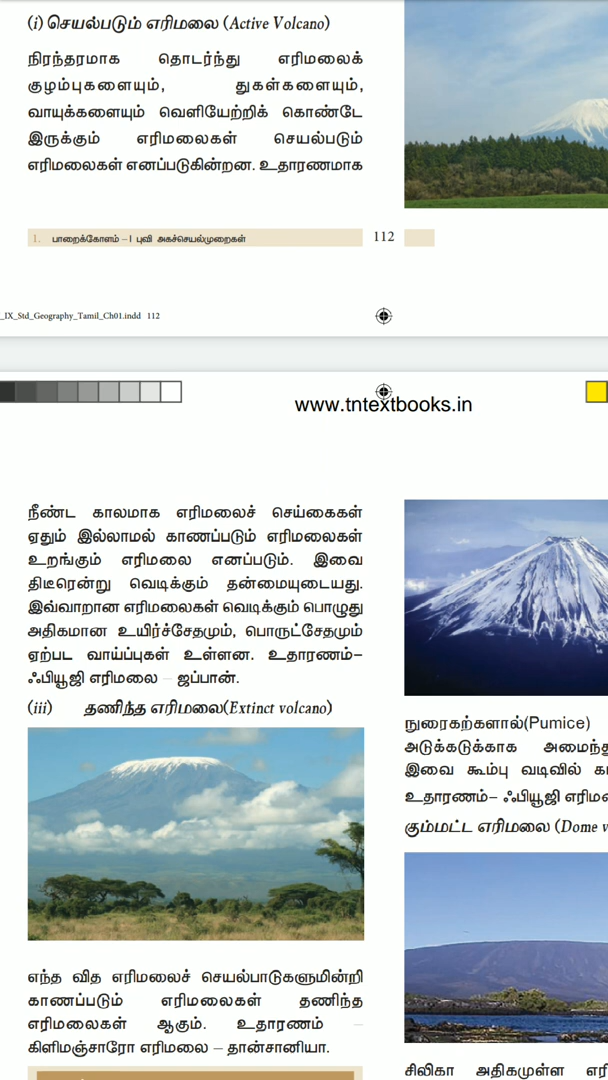 (i) செயல்படும் எரிமலை (Active Volcano)
நிரந்தரமாக தொடர்ந்து எரிமலைக்
குழம்புகளையும், துகள்களையும்,
வாயுக்களையும் வெளியேற்றிக் கொண்டே
இருக்கும் எரிமலைகள் செயல்படும்
எரிமலைகள் எனப்படுகின்றன. உதாரணமாக
1. பாறைக்கோளம் – I புவி அகச்செயல்முறைகள்
112
_IX_Std_Geography_Tamil_Ch01.indd 112
www.tntextbooks.in
நீண்ட காலமாக எரிமலைச் செய்கைகள்
ஏதும் இல்லாமல் காணப்படும் எரிமலைகள்
உறங்கும் எரிமலை எனப்படும். இவை
திடீரென்று வெடிக்கும் தன்மையுடையது.
இவ்வாறான எரிமலைகள் வெடிக்கும் பொழுது
அதிகமான உயிர்ச்சேதமும், பொருட்சேதமும்
ஏற்பட வாய்ப்புகள் உள்ளன. உதாரணம்–
ஃபியூஜி எரிமலை – ஜப்பான்.
(iii) தணிந்த எரிமலை(Extinct volcano)
எந்த வித எரிமலைச் செயல்பாடுகளுமின்றி
காணப்படும் எரிமலைகள் தணிந்த
எரிமலைகள் ஆகும். உதாரணம் –
கிளிமஞ்சாரோ எரிமலை – தான்சானியா.
நுரைகற்களால்(Pumice)
அடுக்கடுக்காக
இவை கூம்பு வடிவில்
உதாரணம்– ஃபியூஜி
கும்மட்ட எரிமலை (Dome
சிலிகா அதிகமுள்ள